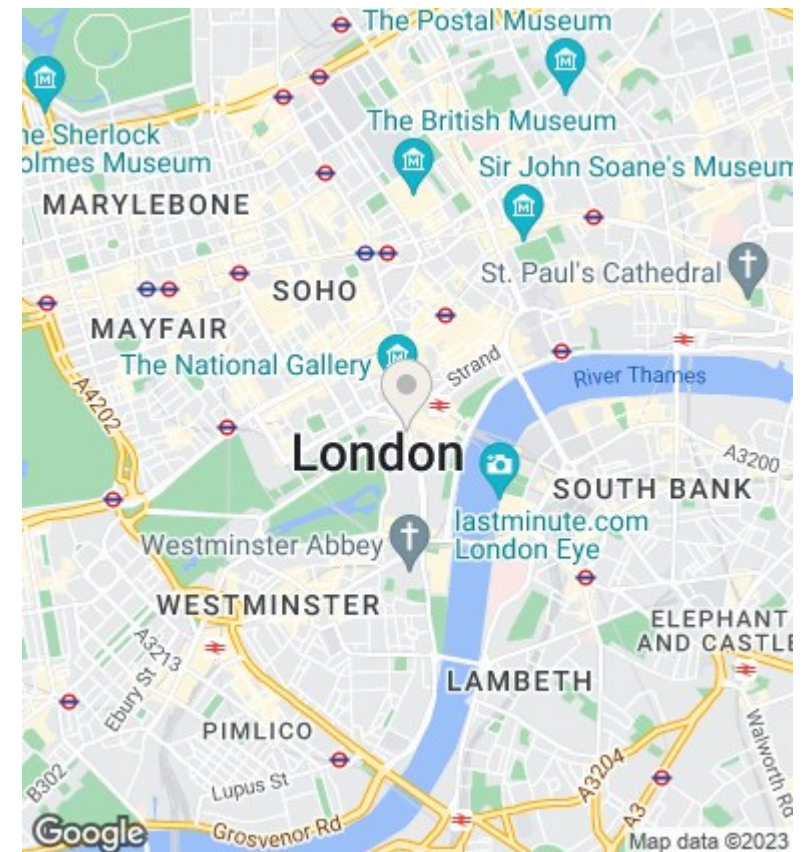 The Postal Museum
The British Museum
he Sherlock
olmes Museum
Sir John Soane's Museum
MARYLEBONE
St. Paul's Cathedral
SOHO
MAYFAIR
The National Gallery
Strand
River Thames
A4202
London
A3200
SOUTH BANK
lastminute.com
London Eye
Westminster Abbey
WESTMINSTER
ELEPHANT
AND CASTLE
A3213
Ebury St
LAMBETH
PIMLICO
Walworth Rd
B302
Lupus St
A3204
A3
Grosvenor Rd
Google
Map data ©2023